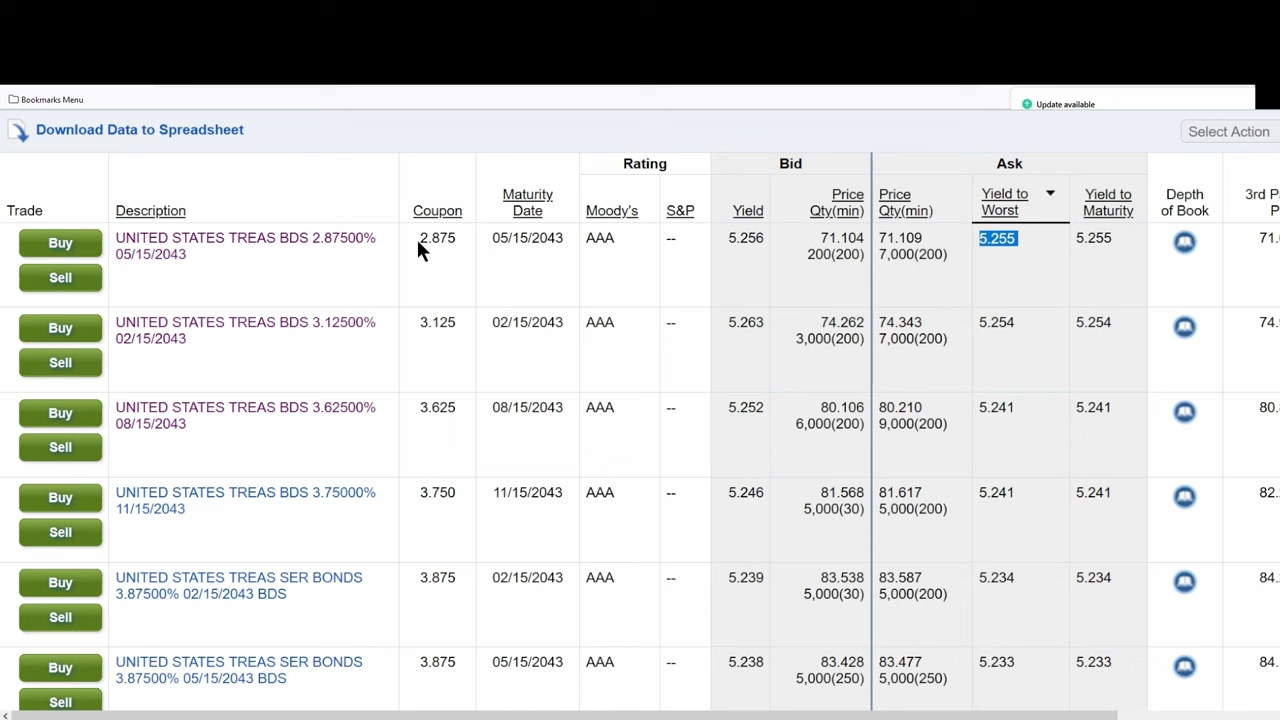 Bookmarks Menu
Update available
Download Data to Spreadsheet
Select Action
Rating Bid Ask
Trade Description Coupon Maturity Date Moody's S&P Yield Price Qty(min) Price Qty(min) Yield to Worst Yield to Maturity Depth of Book 3rd P
Buy UNITED STATES TREAS BDS 2.87500% 2.875 05/15/2043 AAA -- 5.256 71.104 71.109 5.255 5.255 71.
05/15/2043 200(200) 7,000(200)
Sell
Buy UNITED STATES TREAS BDS 3.12500% 3.125 02/15/2043 AAA -- 5.263 74.262 74.343 5.254 5.254 74.
02/15/2043 3,000(200) 7,000(200)
Sell
Buy UNITED STATES TREAS BDS 3.62500% 3.625 08/15/2043 AAA -- 5.252 80.106 80.210 5.241 5.241 80.
08/15/2043 6,000(200) 9,000(200)
Sell
Buy UNITED STATES TREAS BDS 3.75000% 3.750 11/15/2043 AAA -- 5.246 81.568 81.617 5.241 5.241 82.
11/15/2043 5,000(30) 5,000(200)
Sell
Buy UNITED STATES TREAS SER BONDS 3.875 02/15/2043 AAA -- 5.239 83.538 83.587 5.234 5.234 84.
3.87500% 02/15/2043 BDS 5,000(30) 5,000(200)
Sell
Buy UNITED STATES TREAS SER BONDS 3.875 05/15/2043 AAA -- 5.238 83.428 83.477 5.233 5.233 84.
3.87500% 05/15/2043 BDS 5,000(250) 5,000(250)
Sell